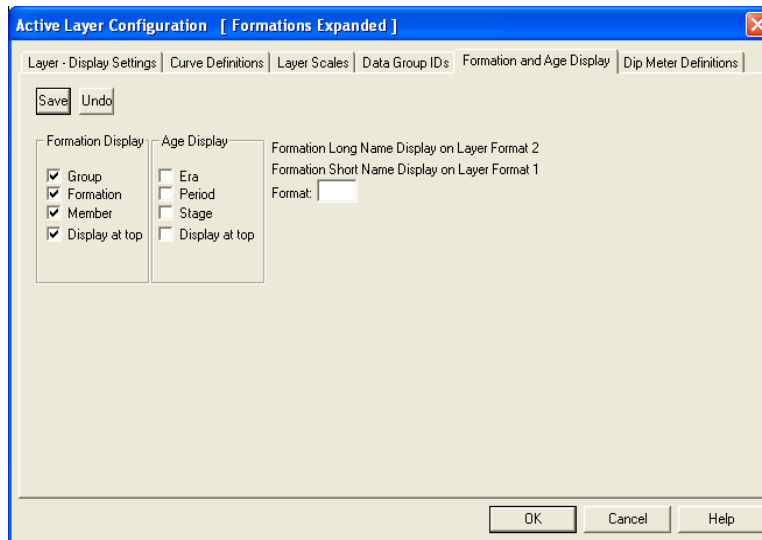 Active Layer Configuration [ Formations Expanded ]
Layer - Display Settings Curve Definitions Layer Scales Data Group IDs Formation and Age Display Dip Meter Definitions
Save Undo
Formation Display Age Display
Formation Long Name Display on Layer Format 2
Formation Short Name Display on Layer Format 1
Group Era
Formation Period Format:
Member Stage
Display at top Display at top
OK Cancel Help